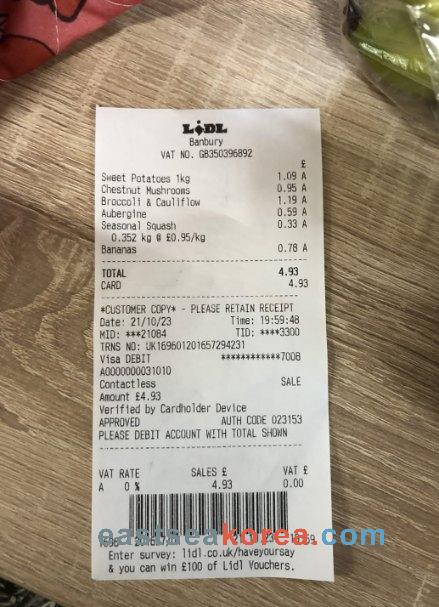 LiDL
Banbury
VAT NO. GB350396892
£
Sweet Potatoes 1kg 1.09 A
Chestnut Mushrooms 0.95 A
Broccoli & Cauliflow 1.19 A
Aubergine 0.59 A
Seasonal Squash 0.33 A
0.352 kg @ £0.95/kg
Bananas 0.78 A
TOTAL 4.93
CARD 4.93
*CUSTOMER COPY* - PLEASE RETAIN RECEIPT
Date: 21/10/23 Time: 19:59:48
MID: ***21084 TID: ****3300
TRNS NO: UK169601201657294231
Visa DEBIT ************7008
A0000000031010
Contactless SALE
Amount £4.93
Verified by Cardholder Device
APPROVED AUTH CODE 023153
PLEASE DEBIT ACCOUNT WITH TOTAL SHOWN
VAT RATE SALES £ VAT £
A 0 % 4.93 0.00
eastseakorea.com
Enter survey: lidl.co.uk/haveyoursay
& you can win £100 of Lidl Vouchers.